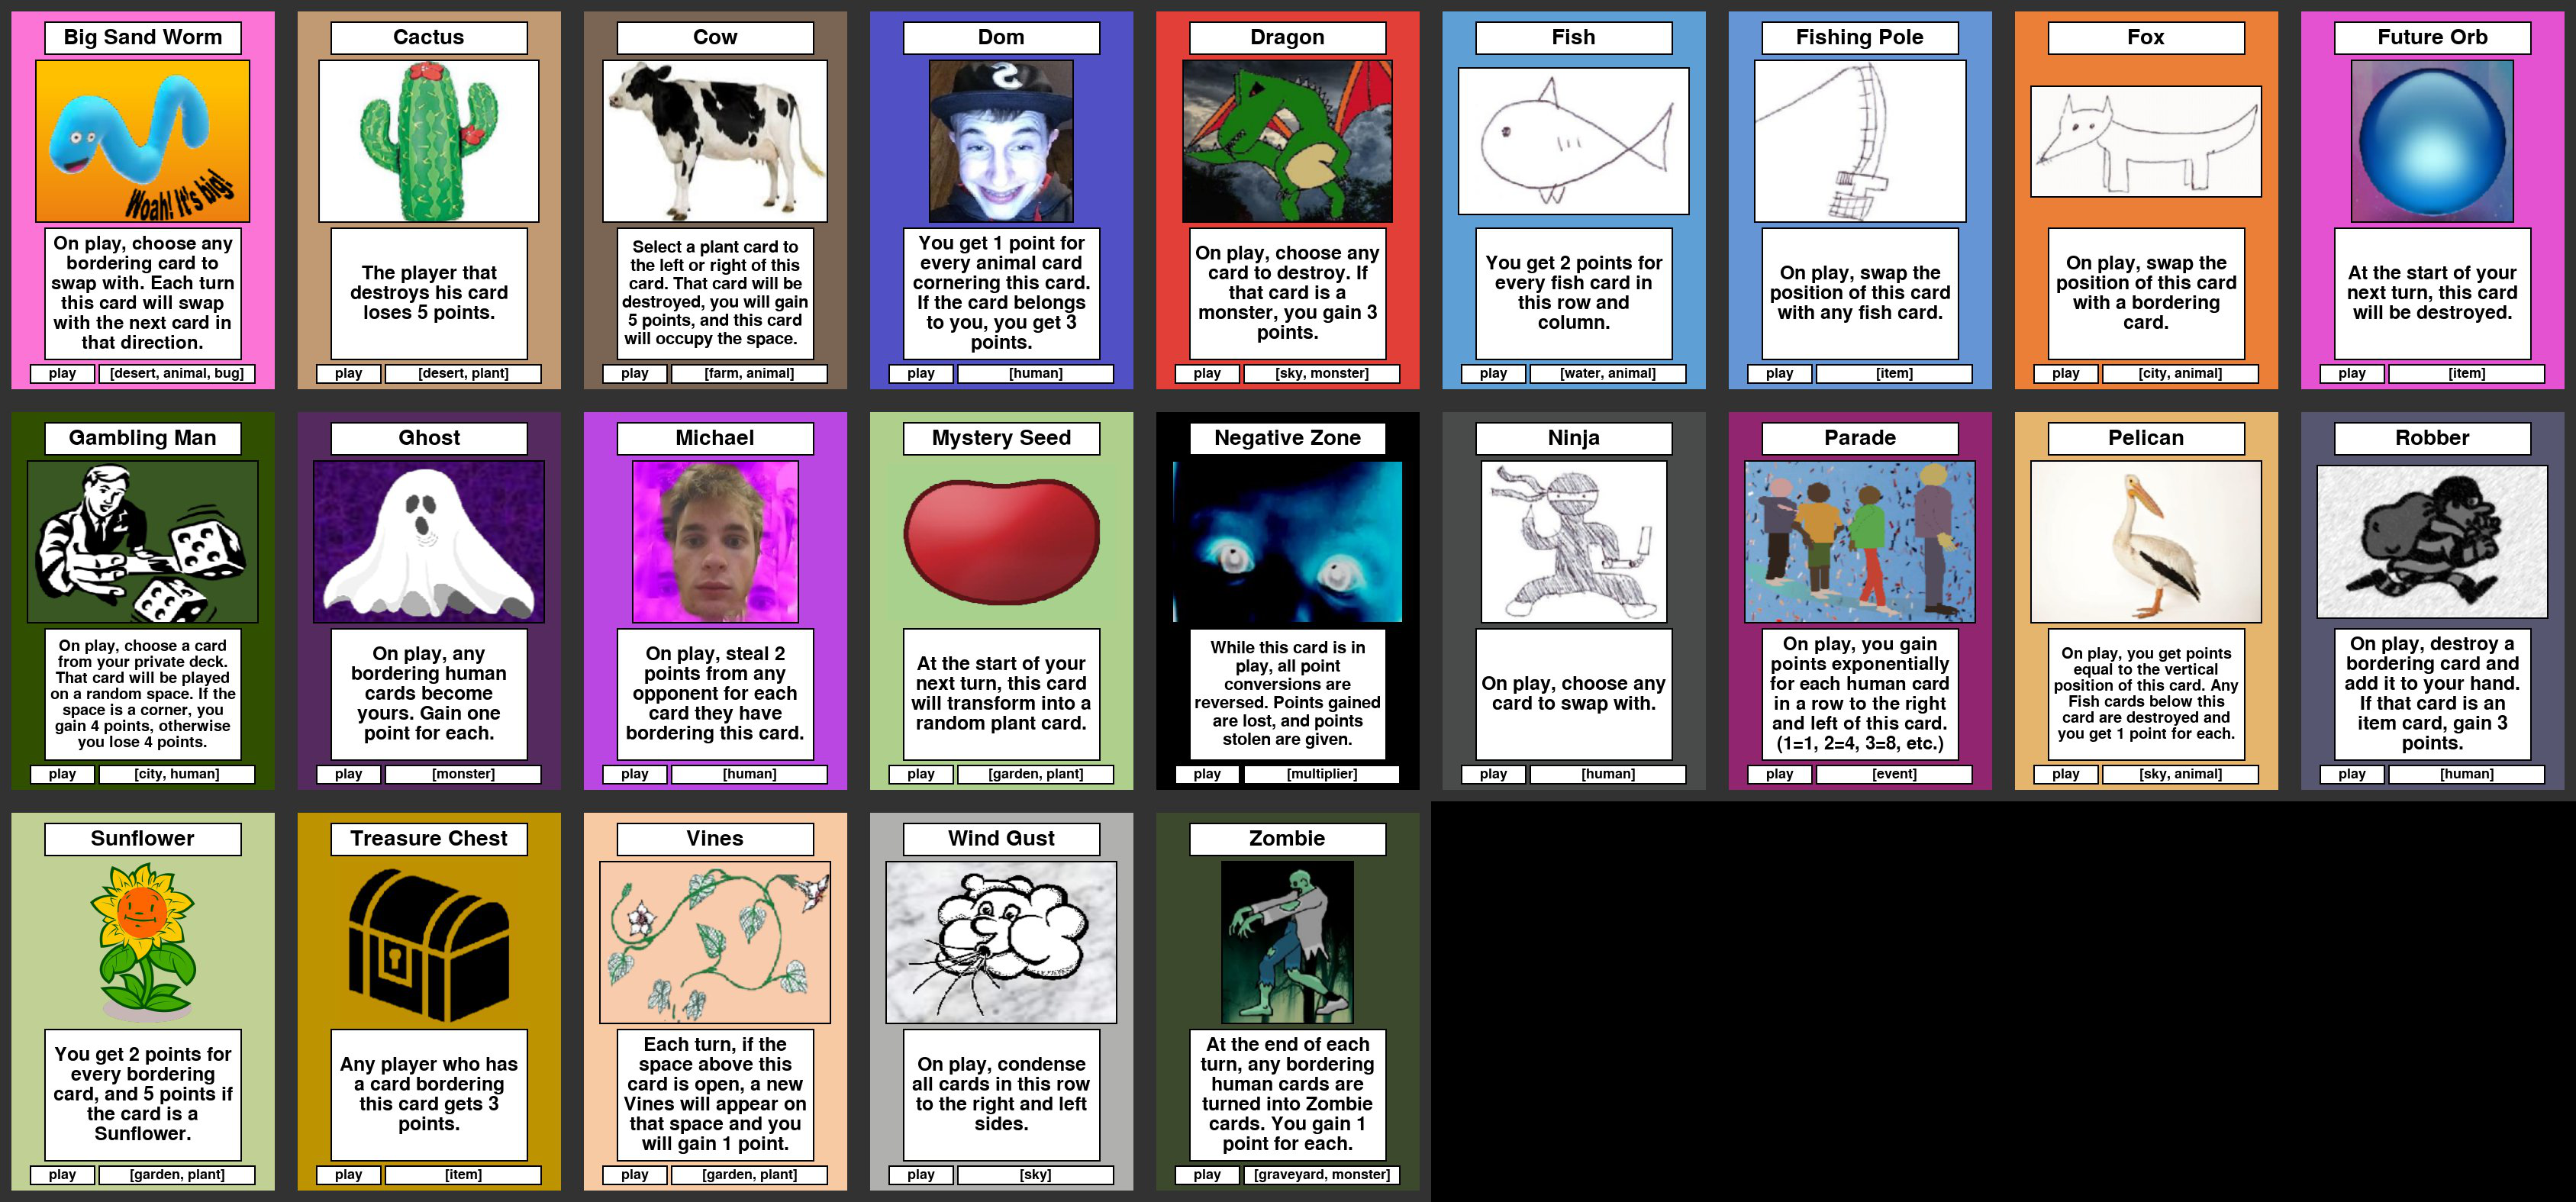 Big Sand Worm
Woah! It's big!
On play, choose any
bordering card to
swap with. Each turn
this card will swap
with the next card in
that direction.
play
[desert, animal, bug]
Cactus
The player that
destroys his card
loses 5 points.
play
[desert, plant]
Cow
Select a plant card to
the left or right of this
card. That card will be
destroyed, you will gain
5 points, and this card
will occupy the space.
play
[farm, animal]
Dom
You get 1 point for
every animal card
cornering this card.
If the card belongs
to you, you get 3
points.
play
[human]
Dragon
On play, choose any
card to destroy. If
that card is a
monster, you gain 3
points.
play
[sky, monster]
Fish
You get 2 points for
every fish card in
this row and
column.
play
[water, animal]
Fishing Pole
On play, swap the
position of this card
with any fish card.
play
[item]
Fox
On play, swap the
position of this card
with a bordering
card.
play
[city, animal]
Future Orb
At the start of your
next turn, this card
will be destroyed.
play
[item]
Gambling Man
On play, choose a card
from your private deck.
That card will be played
on a random space. If the
space is a corner, you
gain 4 points, otherwise
you lose 4 points.
play
[city, human]
Ghost
On play, any
bordering human
cards become
yours. Gain one
point for each.
play
[monster]
Michael
On play, steal 2
points from any
opponent for each
card they have
bordering this card.
play
[human]
Mystery Seed
At the start of your
next turn, this card
will transform into a
random plant card.
play
[garden, plant]
Negative Zone
While this card is in
play, all point
conversions are
reversed. Points gained
are lost, and points
stolen are given.
play
[multiplier]
Ninja
On play, choose any
card to swap with.
play
[human]
Parade
On play, you gain
points exponentially
for each human card
in a row to the right
and left of this card.
(1=1, 2=4, 3=8, etc.)
play
[event]
Pelican
On play, you get points
equal to the vertical
position of this card. Any
Fish cards below this
card are destroyed and
you get 1 point for each.
play
[sky, animal]
Robber
On play, destroy a
bordering card and
add it to your hand.
If that card is an
item card, gain 3
points.
play
[human]
Sunflower
You get 2 points for
every bordering
card, and 5 points if
the card is a
Sunflower.
play
[garden, plant]
Treasure Chest
Any player who has
a card bordering
this card gets 3
points.
play
[item]
Vines
Each turn, if the
space above this
card is open, a new
Vines will appear on
that space and you
will gain 1 point.
play
[garden, plant]
Wind Gust
On play, condense
all cards in this row
to the right and left
sides.
play
[sky]
Zombie
At the end of each
turn, any bordering
human cards are
turned into Zombie
cards. You gain 1
point for each.
play
[graveyard, monster]